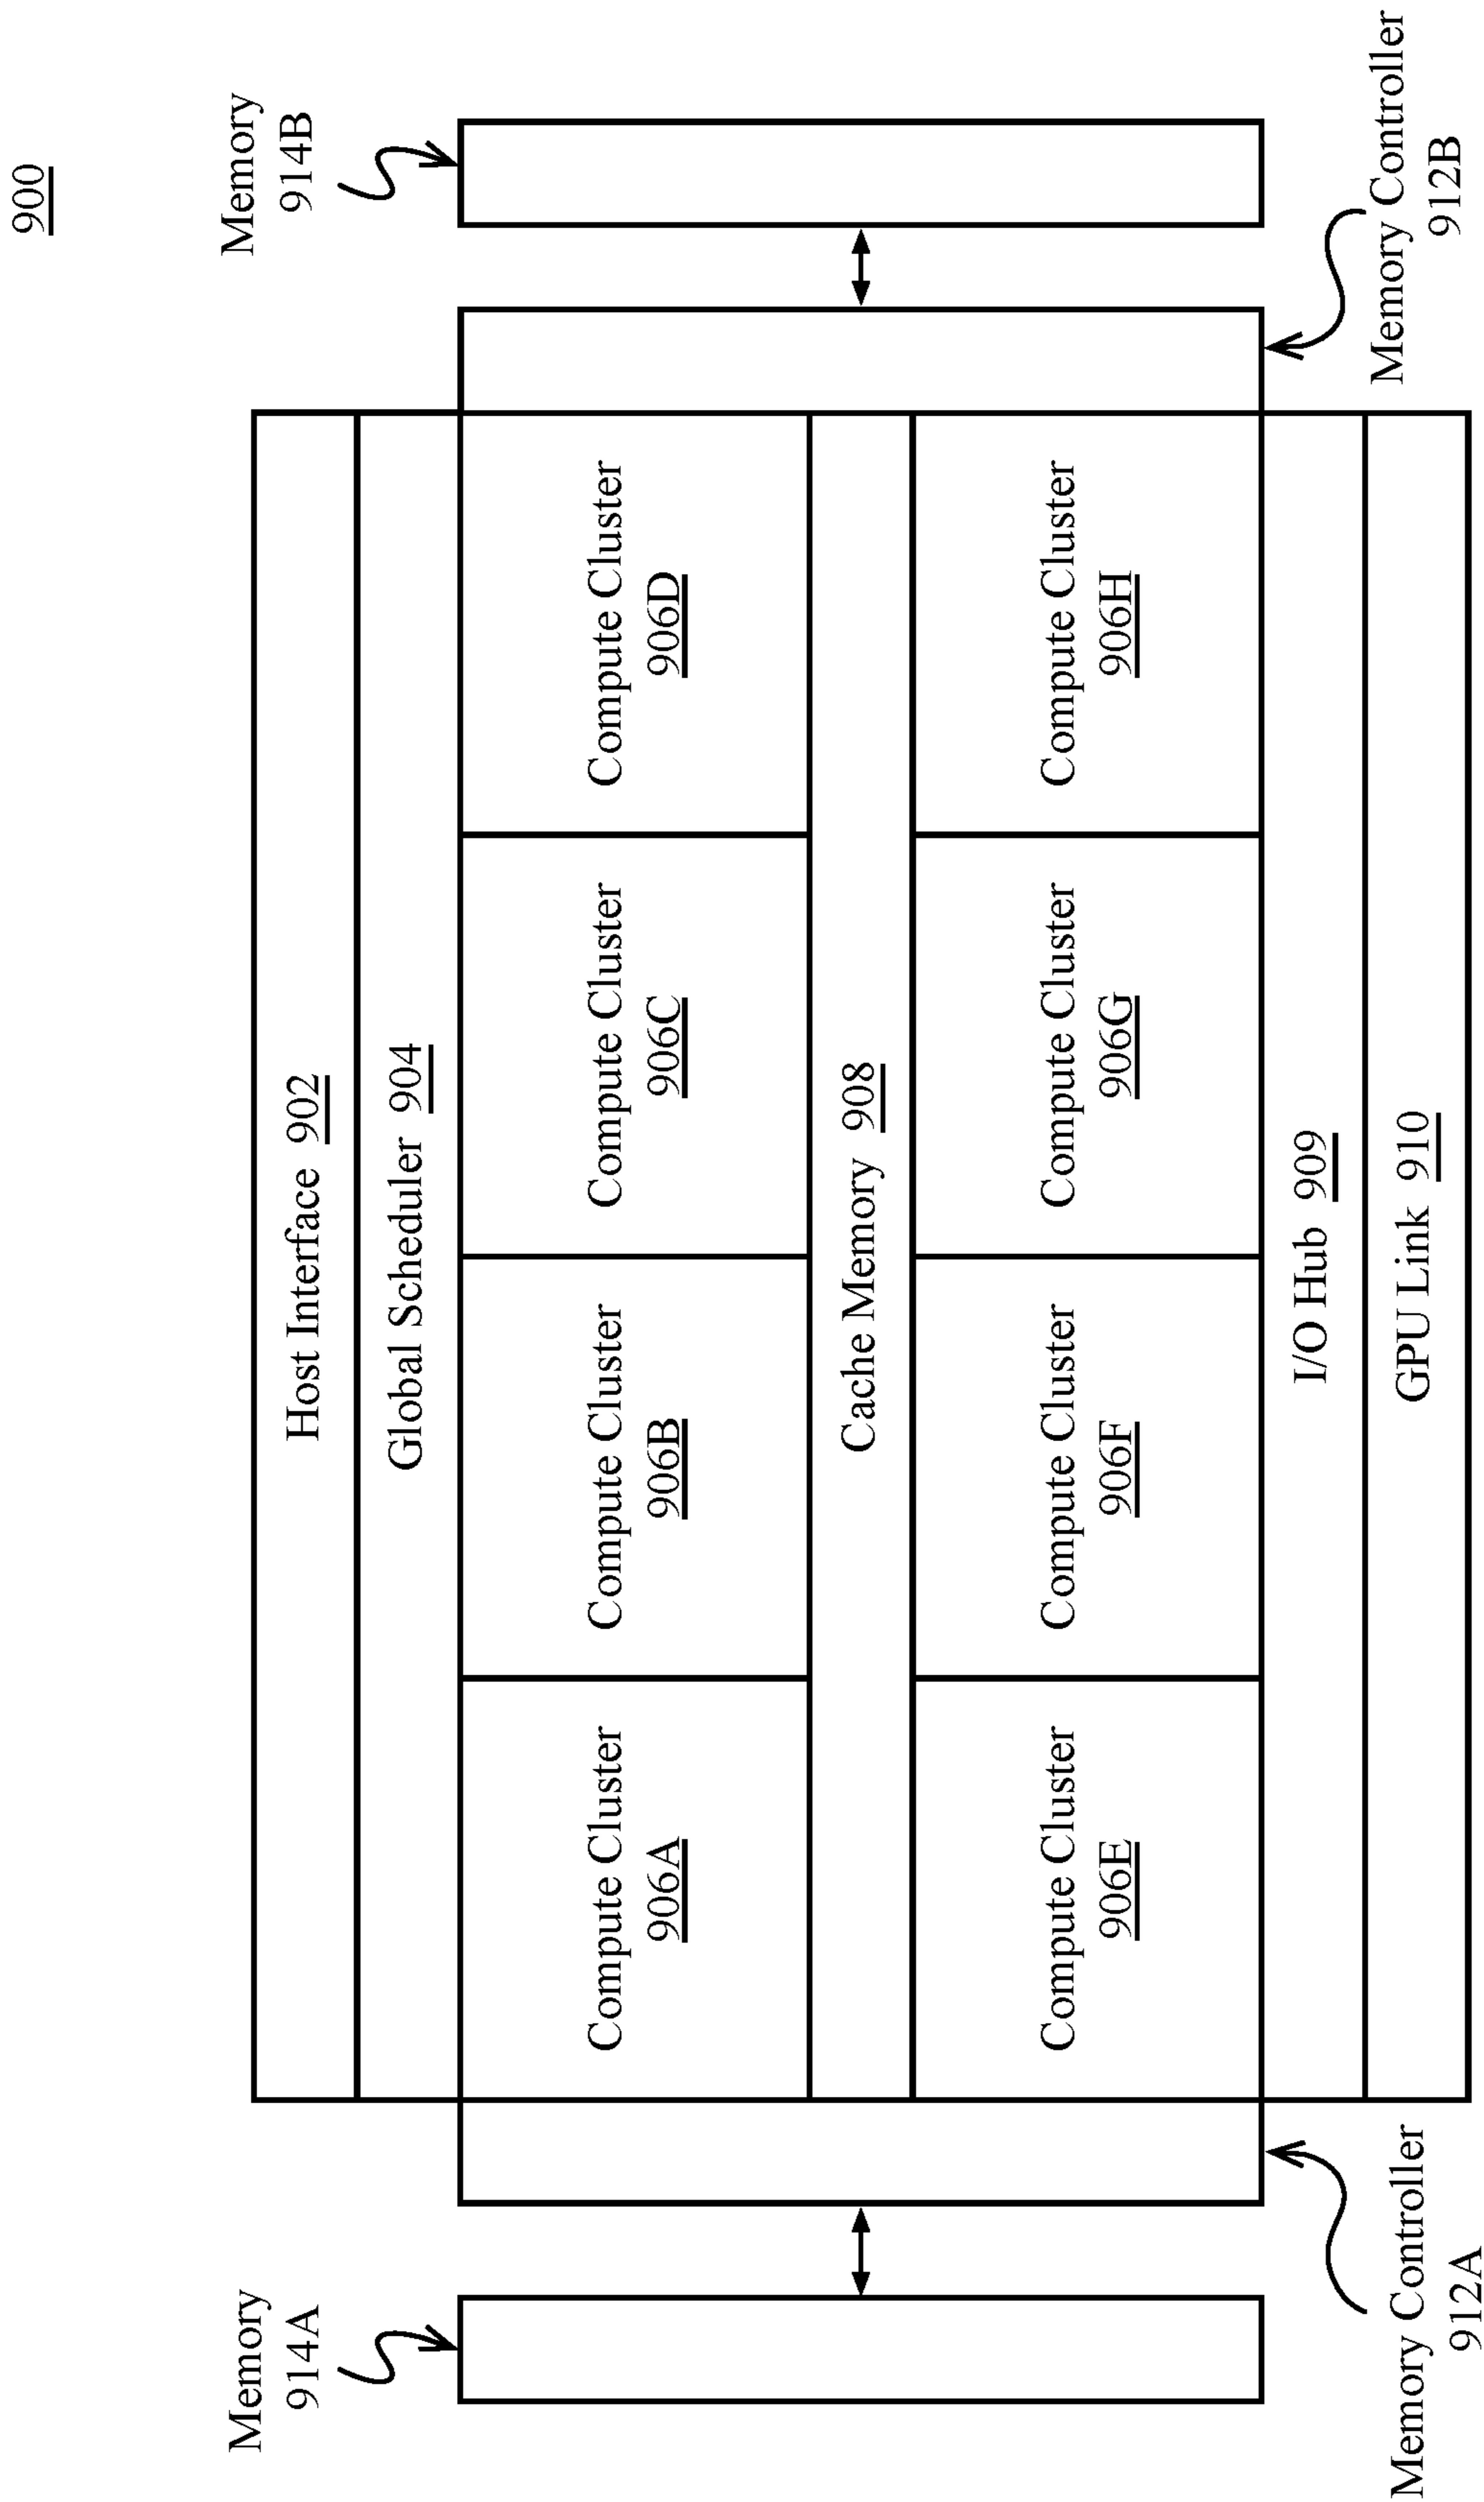 900
Memory
914B
Memory
914A
Host Interface 902
Global Scheduler 904
Compute Cluster
906A
Compute Cluster
906B
Compute Cluster
906C
Compute Cluster
906D
Cache Memory 908
Compute Cluster
906E
Compute Cluster
906F
Compute Cluster
906G
Compute Cluster
906H
I/O Hub 909
GPU Link 910
Memory Controller
912A
Memory Controller
912B